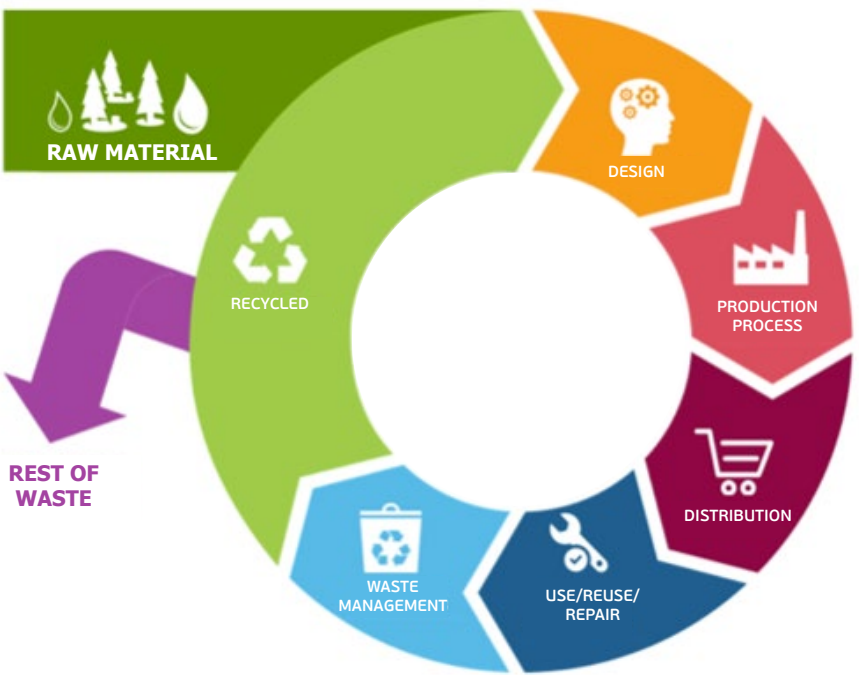 RAW MATERIAL
DESIGN
PRODUCTION
PROCESS
DISTRIBUTION
USE/REUSE/
REPAIR
WASTE
MANAGEMENT
RECYCLED
REST OF
WASTE